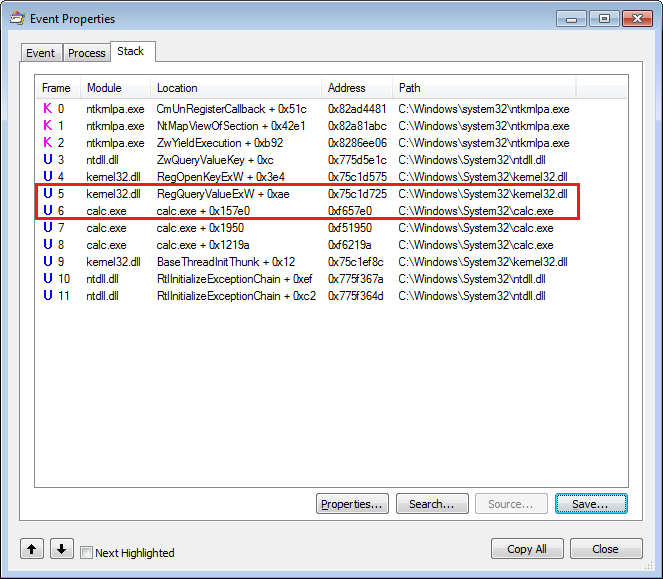 Event Properties
Event Process Stack
Frame Module Location Address Path
K 0 ntkrnlpa.exe CmUnRegisterCallback + 0x51c 0x82ad4481 C:\Windows\system32\ntkrnlpa.exe
K 1 ntkrnlpa.exe NtMapViewOfSection + 0x42e1 0x82a81abc C:\Windows\system32\ntkrnlpa.exe
K 2 ntkrnlpa.exe ZwYieldExecution + 0xb92 0x8286ee06 C:\Windows\system32\ntkrnlpa.exe
U 3 ntdll.dll ZwQueryValueKey + 0xc 0x775d5e1c C:\Windows\System32\ntdll.dll
U 4 kernel32.dll RegOpenKeyExW + 0x3e4 0x75c1d575 C:\Windows\System32\kernel32.dll
U 5 kernel32.dll RegQueryValueExW + 0xae 0x75c1d725 C:\Windows\System32\kernel32.dll
U 6 calc.exe calc.exe + 0x157e0 0xf657e0 C:\Windows\System32\calc.exe
U 7 calc.exe calc.exe + 0x1950 0xf51950 C:\Windows\System32\calc.exe
U 8 calc.exe calc.exe + 0x1219a 0xf6219a C:\Windows\System32\calc.exe
U 9 kernel32.dll BaseThreadInitThunk + 0x12 0x75c1ef8c C:\Windows\System32\kernel32.dll
U 10 ntdll.dll RtlInitializeExceptionChain + 0xef 0x775f367a C:\Windows\System32\ntdll.dll
U 11 ntdll.dll RtlInitializeExceptionChain + 0xc2 0x775f364d C:\Windows\System32\ntdll.dll
Properties... Search... Source... Save...
Next Highlighted Copy All Close